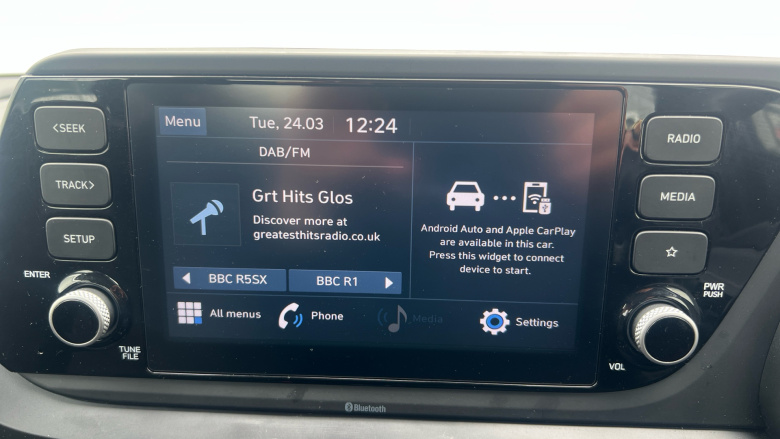 <SEEK
TRACK>
SETUP
ENTER
TUNE
FILE
Menu
Tue, 24.03
12:24
DAB/FM
Grt Hits Glos
Discover more at
greatesthitsradio.co.uk
BBC R5SX
BBC R1
Android Auto and Apple CarPlay
are available in this car.
Press this widget to connect
device to start.
All menus
Phone
Media
Settings
RADIO
MEDIA
PWR
PUSH
VOL
Bluetooth